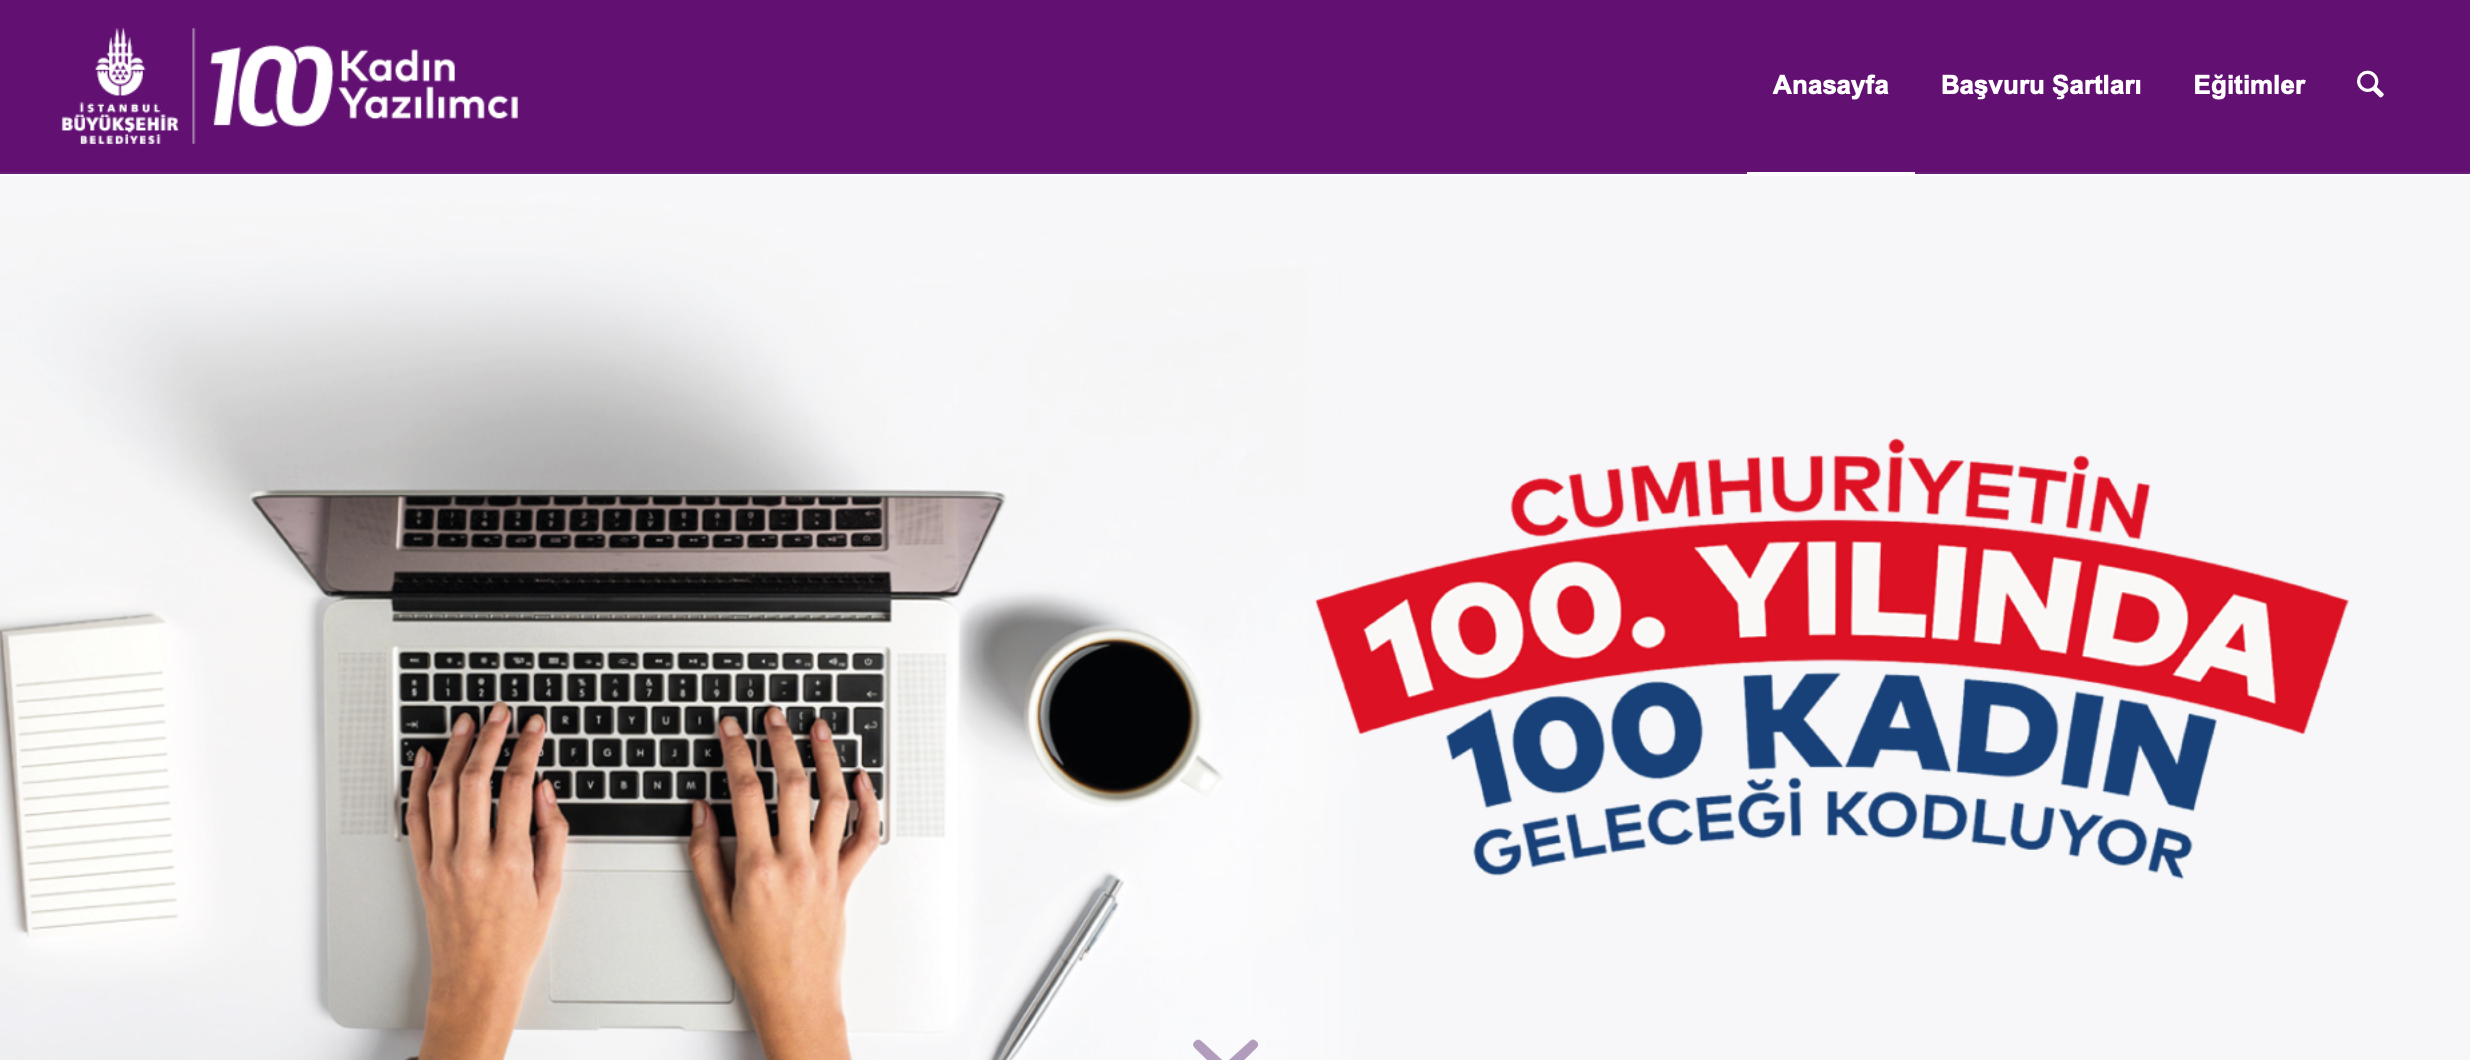 İSTANBUL
BÜYÜKŞEHİR
BELEDİYESİ
100 Kadın
Yazılımcı
Anasayfa
Başvuru Şartları
Eğitimler
CUMHURİYETİN
100. YILINDA
100 KADIN
GELECEĞİ KODLUYOR